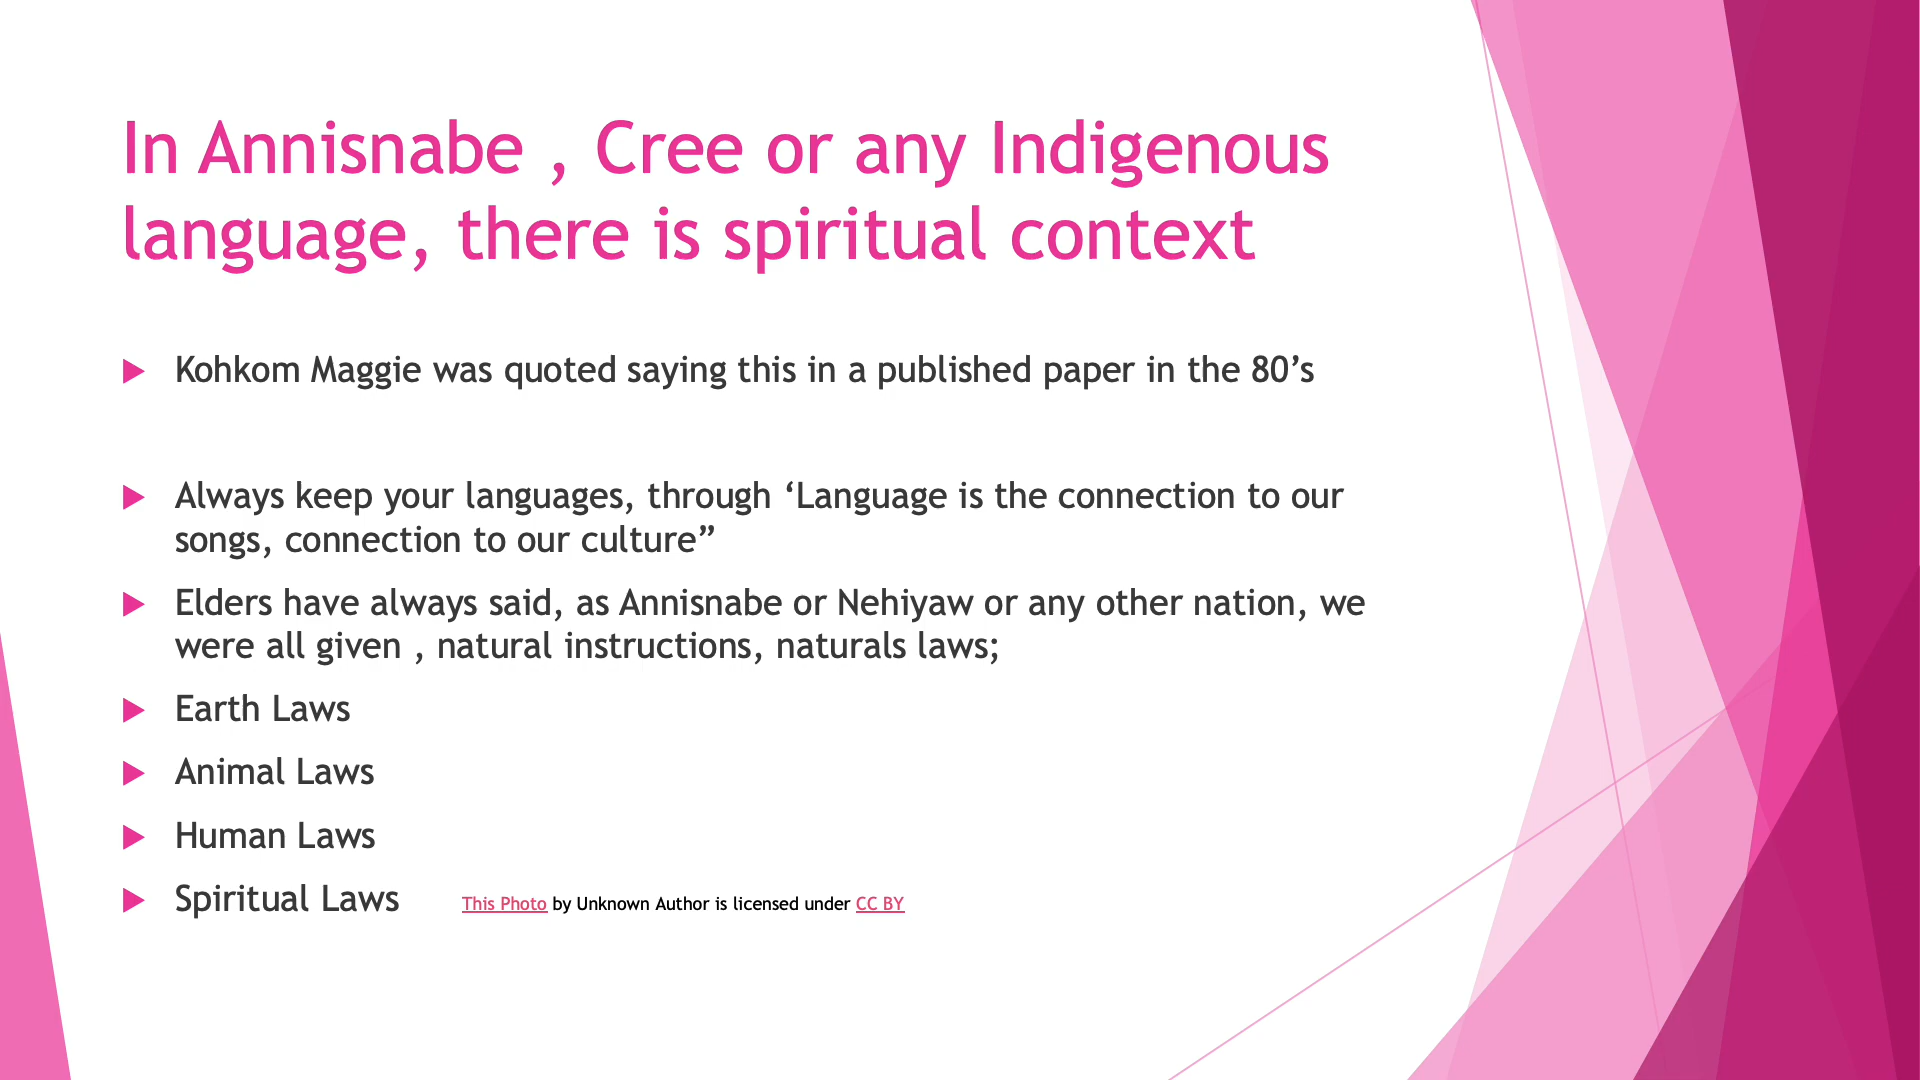 In Annisnabe , Cree or any Indigenous
language, there is spiritual context
Kohkom Maggie was quoted saying this in a published paper in the 80’s
Always keep your languages, through ‘Language is the connection to our
songs, connection to our culture”
Elders have always said, as Annisnabe or Nehiyaw or any other nation, we
were all given , natural instructions, naturals laws;
Earth Laws
Animal Laws
Human Laws
Spiritual Laws
This Photo by Unknown Author is licensed under CC BY